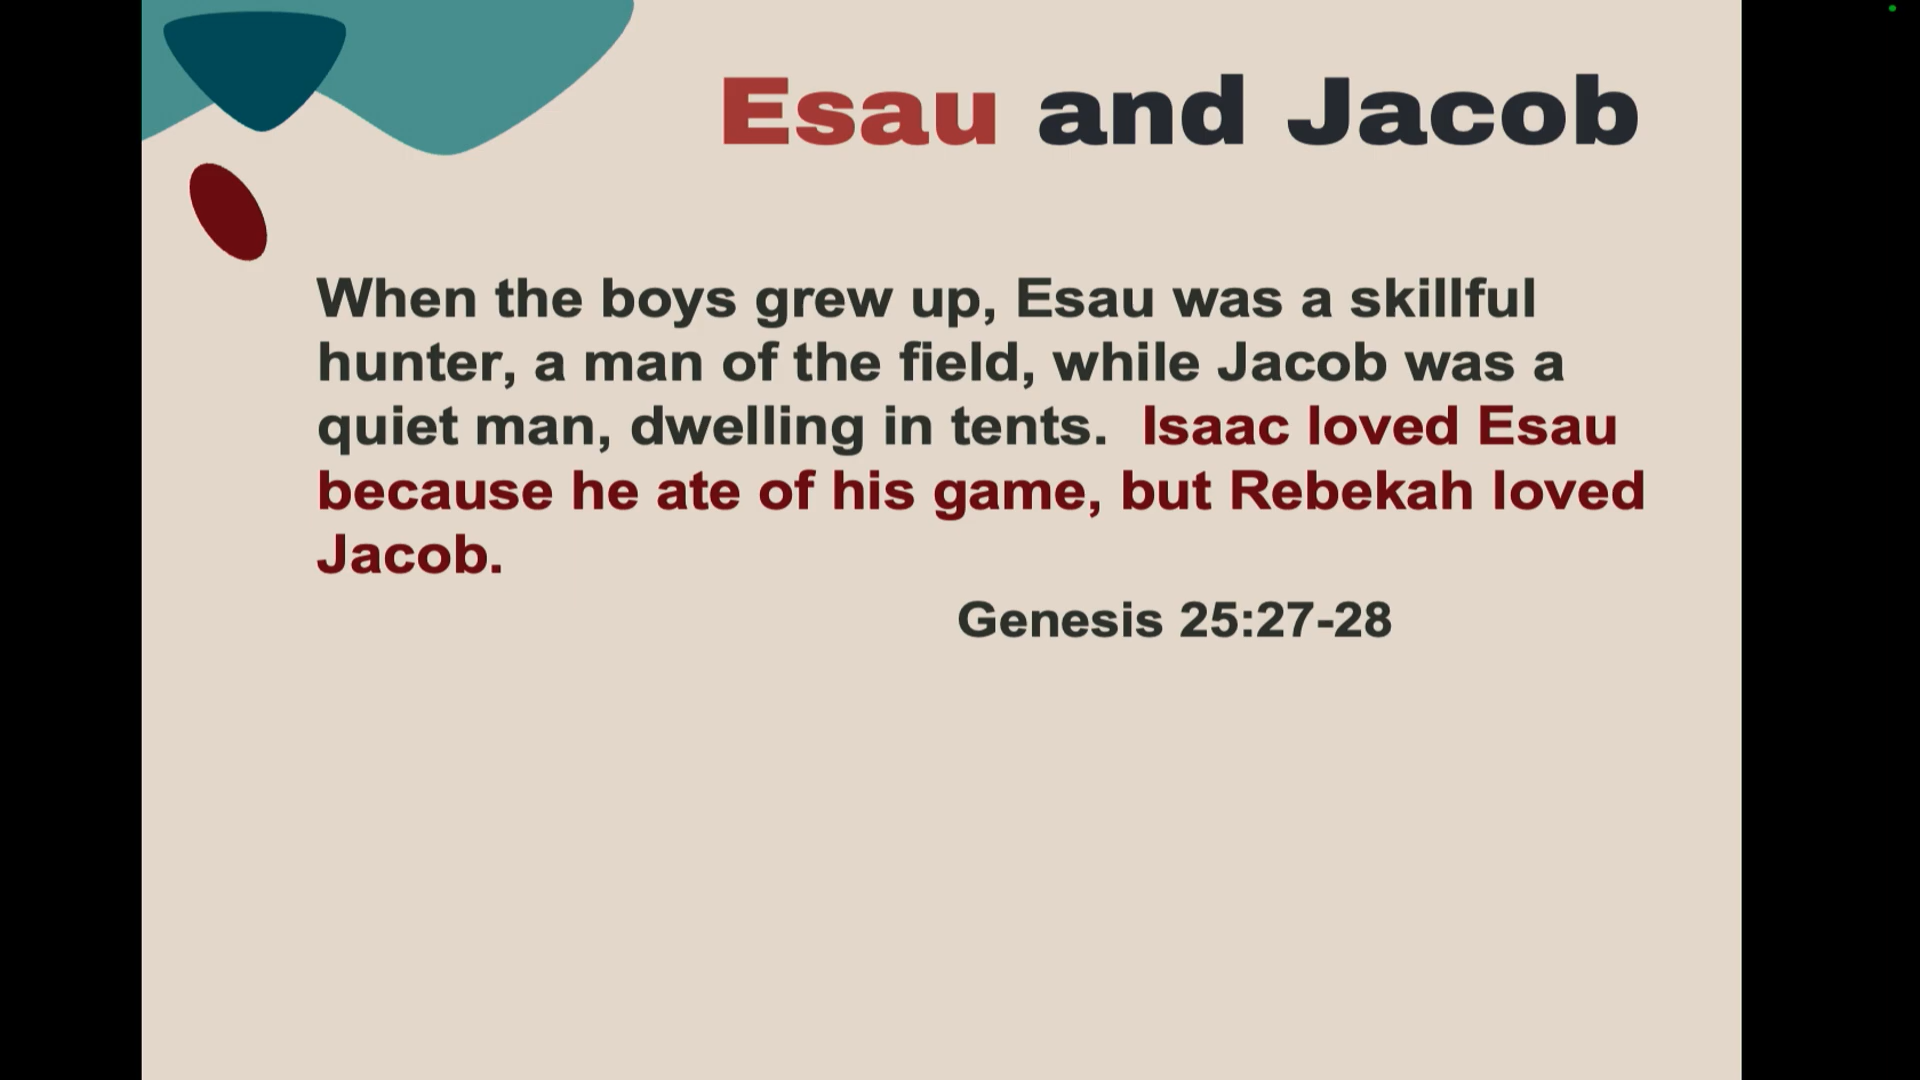 Esau and Jacob
When the boys grew up, Esau was a skillful
hunter, a man of the field, while Jacob was a
quiet man, dwelling in tents.  Isaac loved Esau
because he ate of his game, but Rebekah loved
Jacob.
Genesis 25:27-28